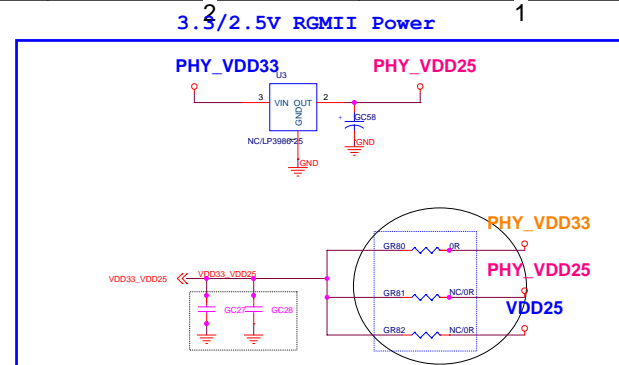 2 1
3.3/2.5V RGMII Power
PHY_VDD33 PHY_VDD25
U3
3 VIN OUT 2
GND
+ GC58
NC/LP3980-25
GND
GND
PHY_VDD33
GR80 0R
PHY_VDD25
VDD33_VDD25 VDD33_VDD25
GR81 NC/0R
VDD25
GC27 GC28
GR82 NC/0R